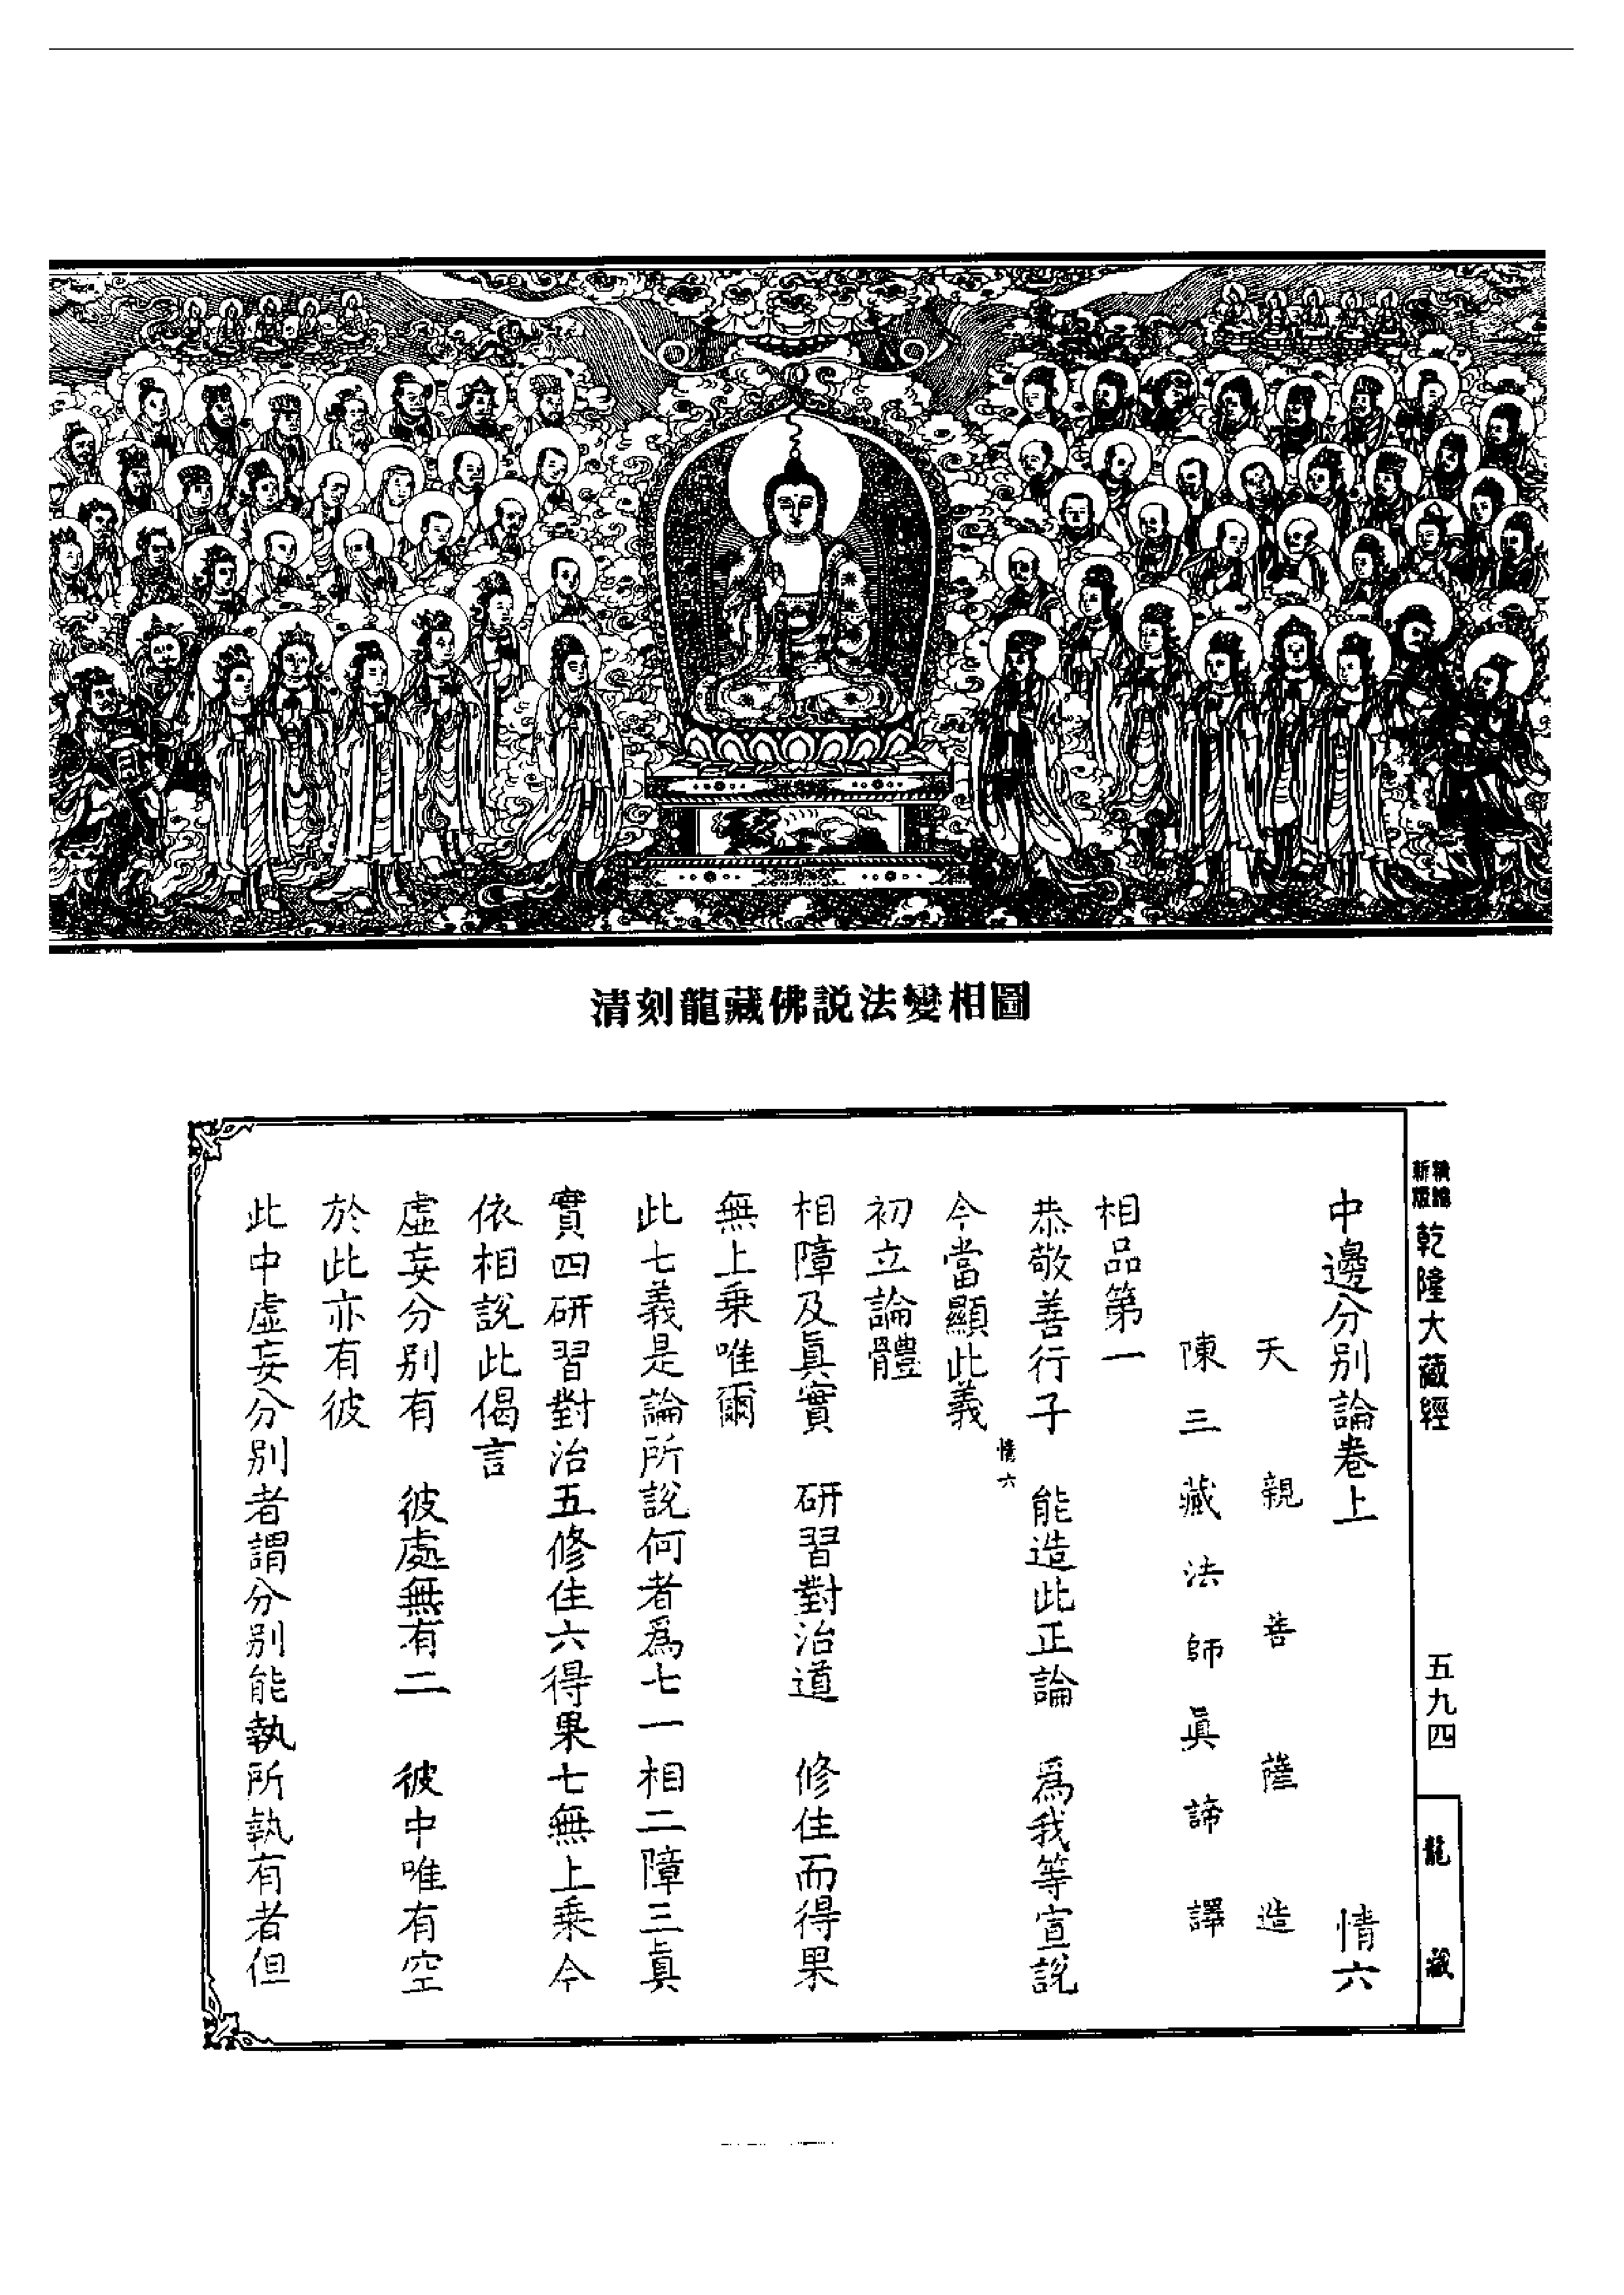 清刻龍藏佛説法變相圖
新版
精緻
乾隆大藏經
五九四
龍藏
中邊分別論卷上 情六
天親菩薩造
陳三藏法師眞諦譯
相品第一
恭敬善行子 能造此正論 爲我等宣説
情六
今當顯此義
初立論體
相障及眞實 研習對治道 修住而得果
無上乗唯爾
此七義是論所説何者爲七一相二障三眞
實四研習對治五修住六得果七無上乗今
依相説此偈言
虛妄分別有 彼處無有二 彼中唯有空
於此亦有彼
此中虛妄分別者謂分別能執所執有者但